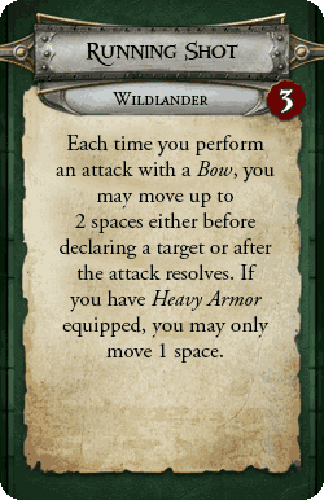 Running Shot
Wildlander
3
Each time you perform
an attack with a Bow, you
may move up to
2 spaces either before
declaring a target or after
the attack resolves. If
you have Heavy Armor
equipped, you may only
move 1 space.